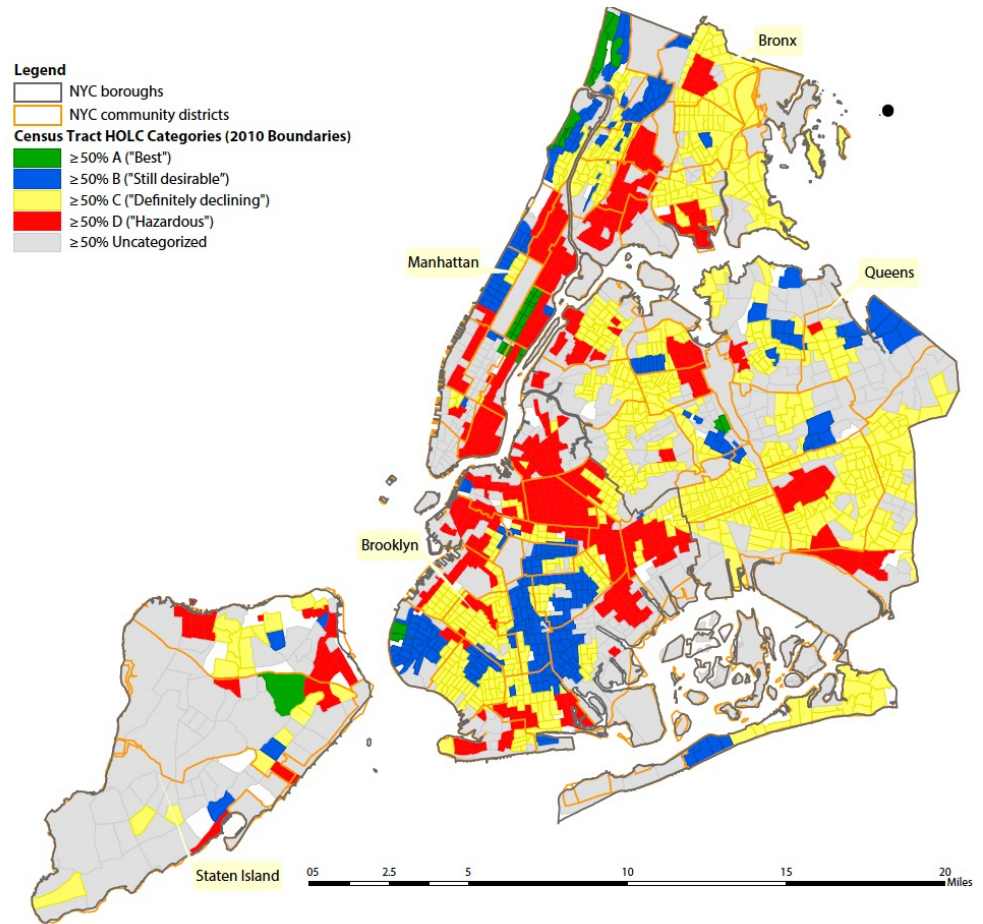 Legend
NYC boroughs
NYC community districts
Census Tract HOLC Categories (2010 Boundaries)
≥50% A ("Best")
≥50% B ("Still desirable")
≥50% C ("Definitely declining")
≥50% D ("Hazardous")
≥50% Uncategorized
Bronx
Manhattan
Queens
Brooklyn
Staten Island
05 2.5 5 10 15 20
Miles